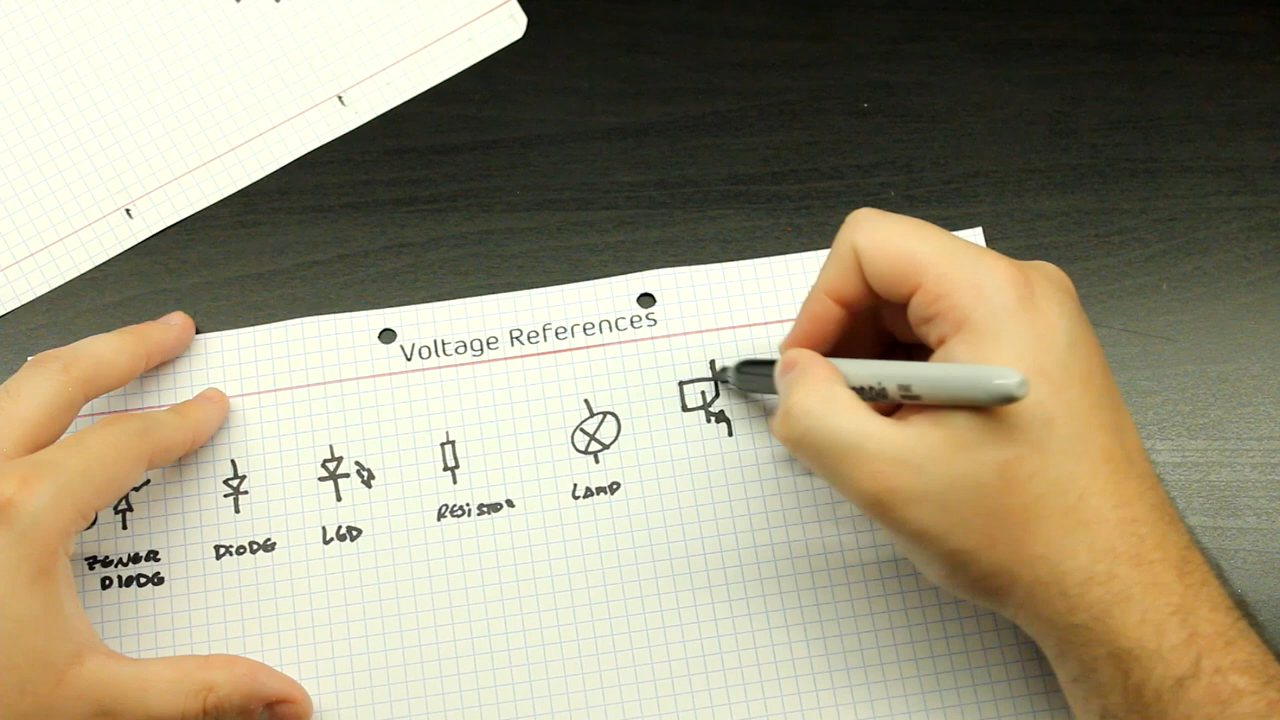 Voltage References
ZENER
DIODE
DIODE
LED
RESISTOR
LAMP